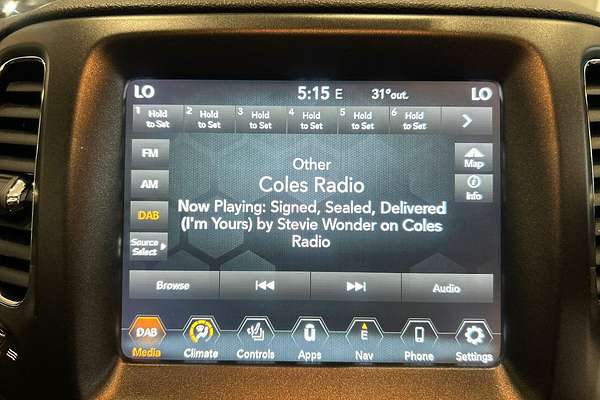 LO 5:15 E 31°out. LO
1 Hold to Set 2 Hold to Set 3 Hold to Set 4 Hold to Set 5 Hold to Set 6 Hold to Set
FM
AM
DAB
Source Select
Other
Coles Radio
Now Playing: Signed, Sealed, Delivered
(I'm Yours) by Stevie Wonder on Coles
Radio
Map
Info
Browse Audio
DAB E
Media Climate Controls Apps Nav Phone Settings